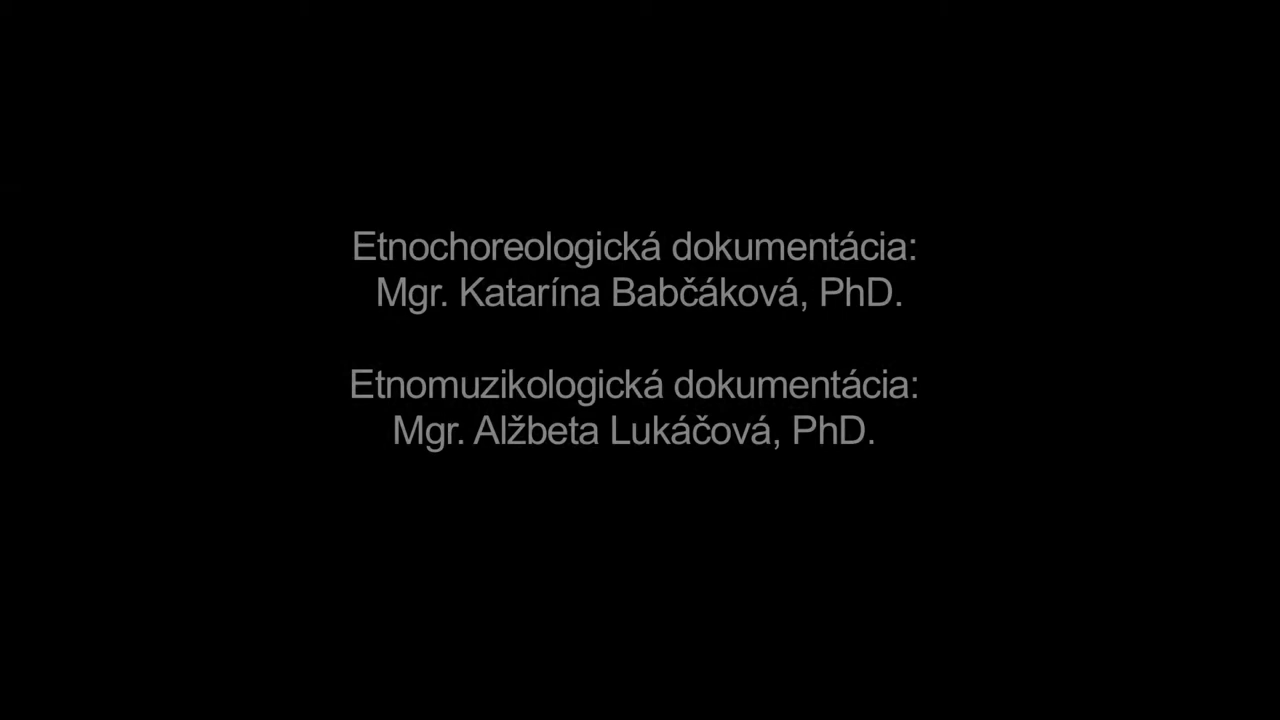 Etnochoreologická dokumentácia:
Mgr. Katarína Babčáková, PhD.
Etnomuzikologická dokumentácia:
Mgr. Alžbeta Lukáčová, PhD.